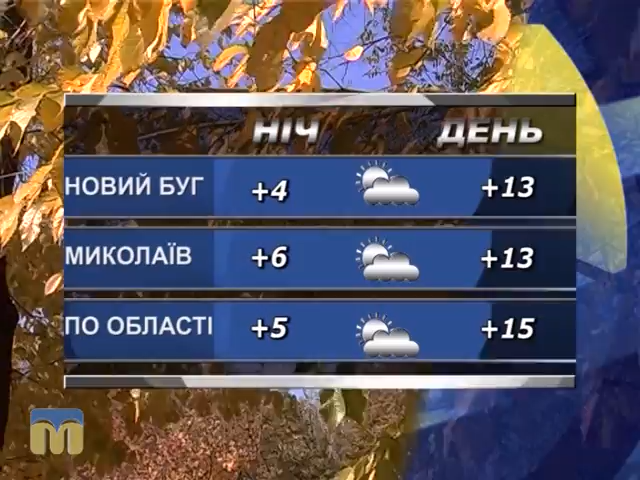 НІЧ ДЕНЬ
НОВИЙ БУГ +4 +13
МИКОЛАЇВ +6 +13
ПО ОБЛАСТІ +5 +15
М